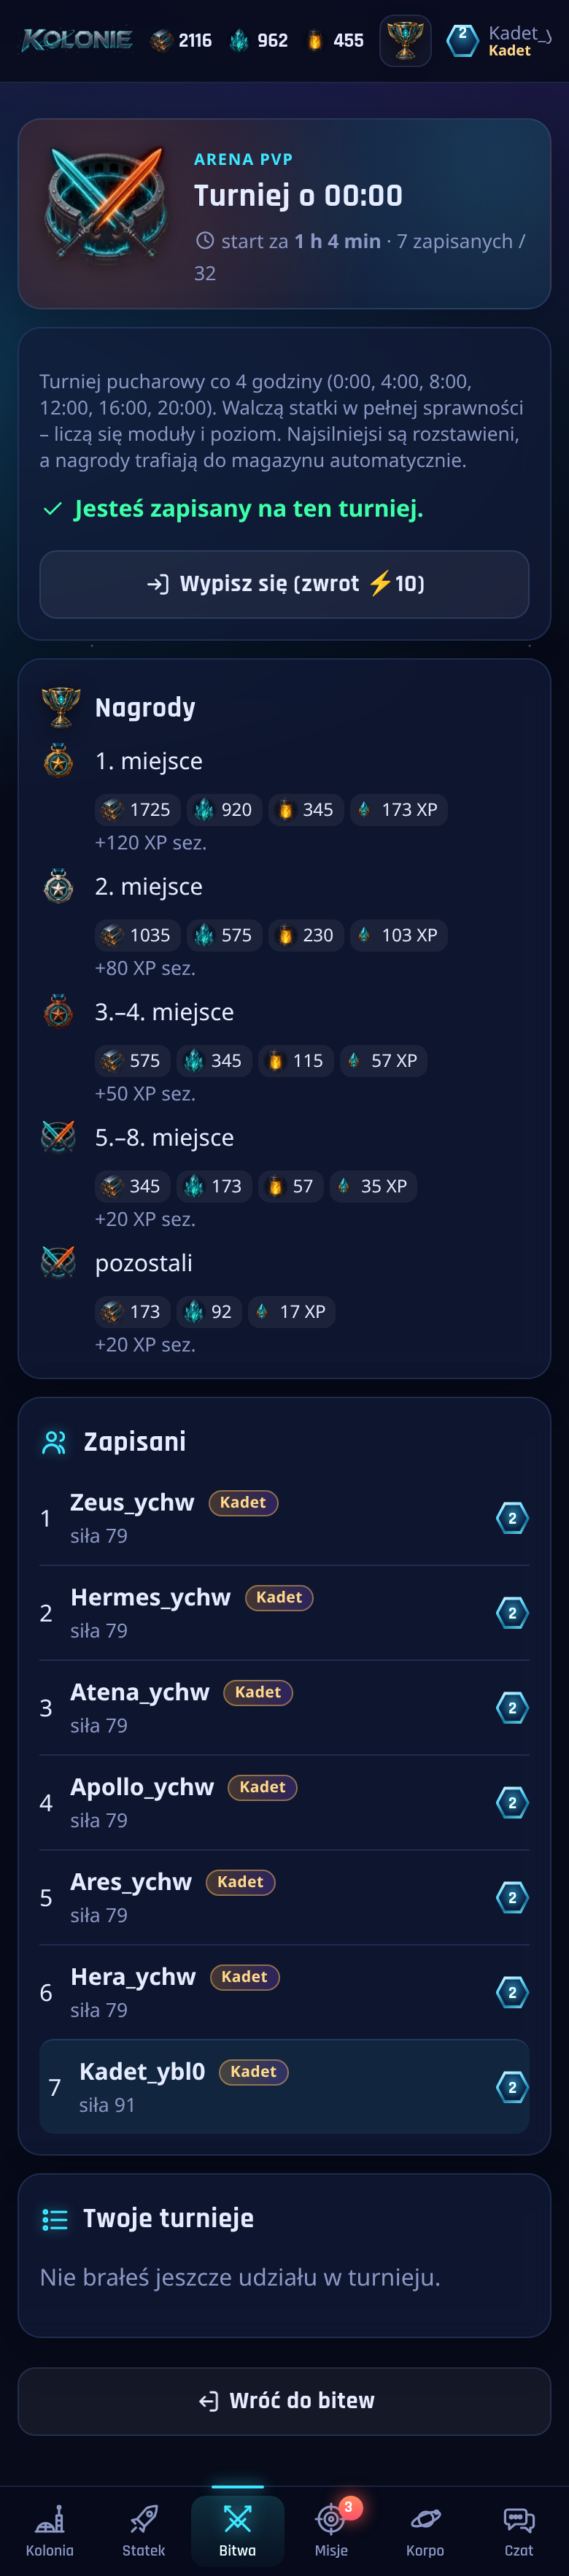 KOLONIE 2116 962 455 2 Kadet_y
Kadet
ARENA PVP
Turniej o 00:00
start za 1 h 4 min · 7 zapisanych /
32
Turniej pucharowy co 4 godziny (0:00, 4:00, 8:00,
12:00, 16:00, 20:00). Walczą statki w pełnej sprawności
– liczą się moduły i poziom. Najsilniejsi są rozstawieni,
a nagrody trafiają do magazynu automatycznie.
Jesteś zapisany na ten turniej.
Wypisz się (zwrot ⚡10)
Nagrody
1. miejsce
1725 920 345 173 XP
+120 XP sez.
2. miejsce
1035 575 230 103 XP
+80 XP sez.
3.–4. miejsce
575 345 115 57 XP
+50 XP sez.
5.–8. miejsce
345 173 57 35 XP
+20 XP sez.
pozostali
173 92 17 XP
+20 XP sez.
Zapisani
1 Zeus_ychw Kadet 2
siła 79
2 Hermes_ychw Kadet 2
siła 79
3 Atena_ychw Kadet 2
siła 79
4 Apollo_ychw Kadet 2
siła 79
5 Ares_ychw Kadet 2
siła 79
6 Hera_ychw Kadet 2
siła 79
7 Kadet_ybl0 Kadet 2
siła 91
Twoje turnieje
Nie brałeś jeszcze udziału w turnieju.
Wróć do bitew
3
Kolonia Statek Bitwa Misje Korpo Czat